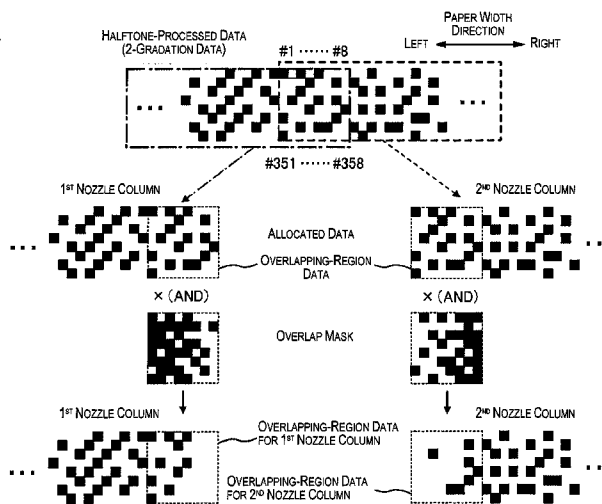 HALFTONE-PROCESSED DATA
(2-GRADATION DATA)
#1 ······ #8
PAPER WIDTH
DIRECTION
LEFT
RIGHT
...
...
#351 ······ #358
1ST NOZZLE COLUMN
2ND NOZZLE COLUMN
ALLOCATED DATA
...
...
OVERLAPPING-REGION
DATA
×(AND)
×(AND)
OVERLAP MASK
1ST NOZZLE COLUMN
2ND NOZZLE COLUMN
OVERLAPPING-REGION DATA
FOR 1ST NOZZLE COLUMN
...
...
OVERLAPPING-REGION DATA
FOR 2ND NOZZLE COLUMN